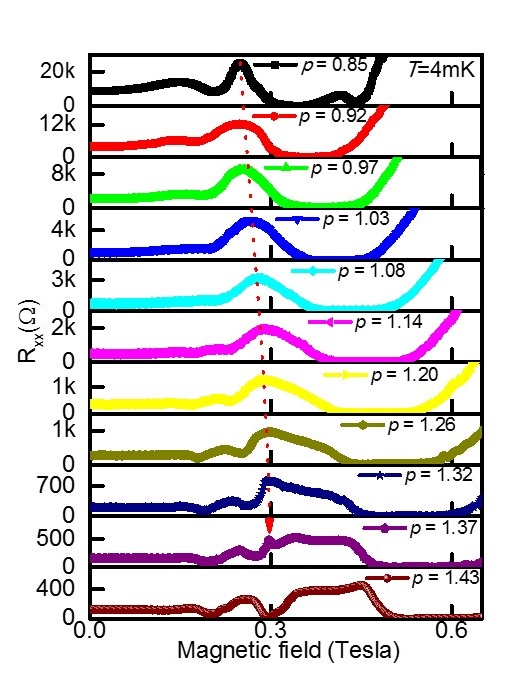 20k
0
p = 0.85
T=4mK
12k
0
p = 0.92
8k
0
p = 0.97
4k
0
p = 1.03
3k
0
p = 1.08
2k
0
p = 1.14
1k
0
p = 1.20
1k
0
p = 1.26
700
0
p = 1.32
500
0
p = 1.37
400
0
p = 1.43
Rxx(Ω)
0.0 0.3 0.6
Magnetic field (Tesla)